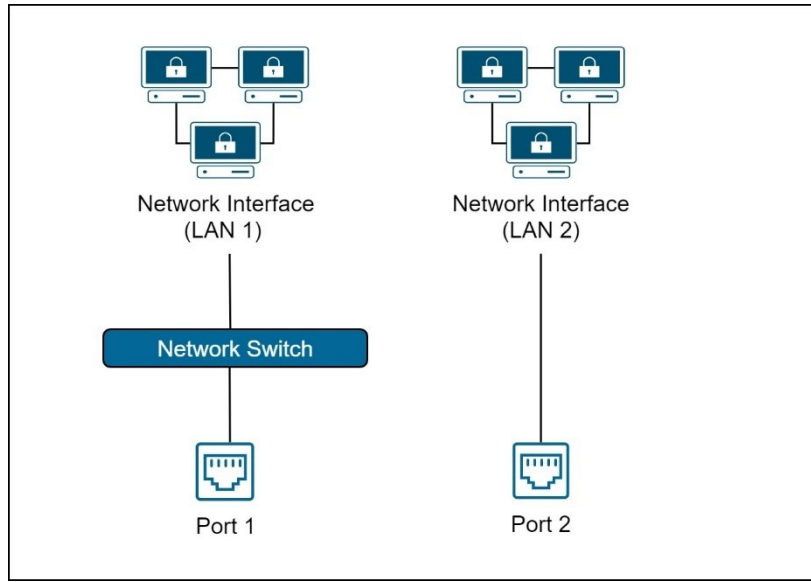 Network Interface
(LAN 1)
Network Interface
(LAN 2)
Network Switch
Port 1
Port 2